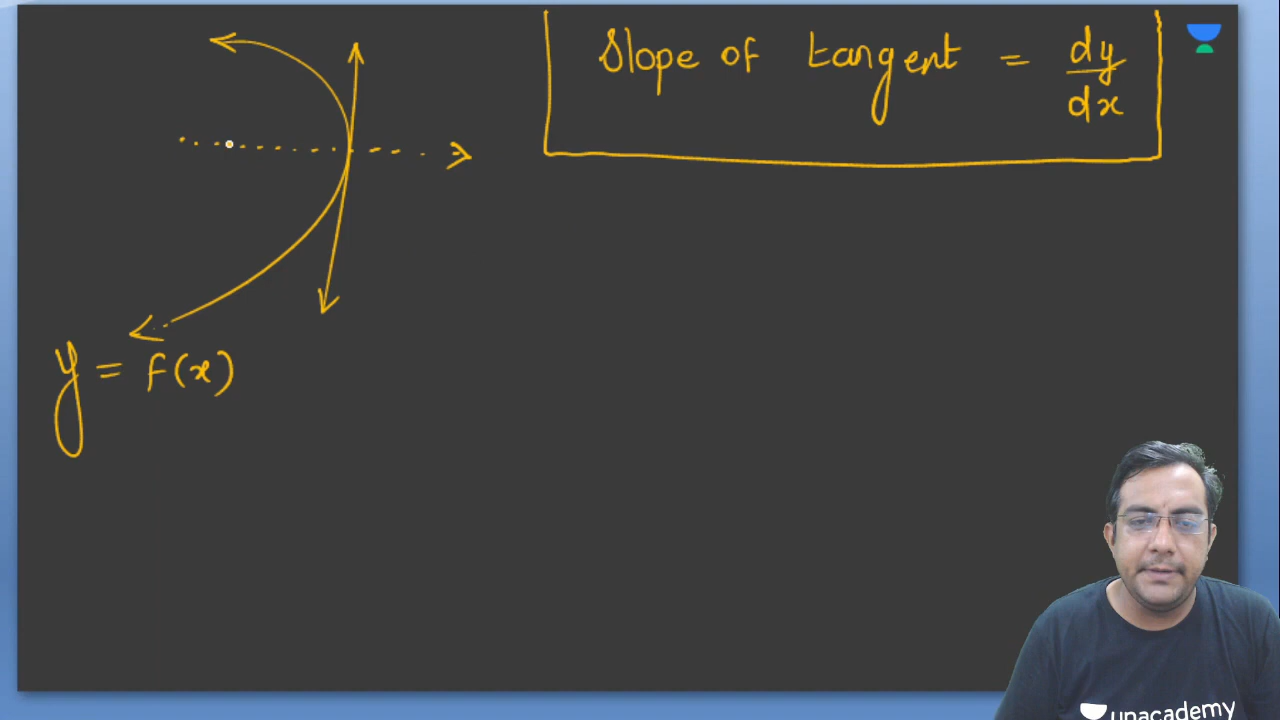 Slope of tangent = dy/dx
y = f(x)
unacademy